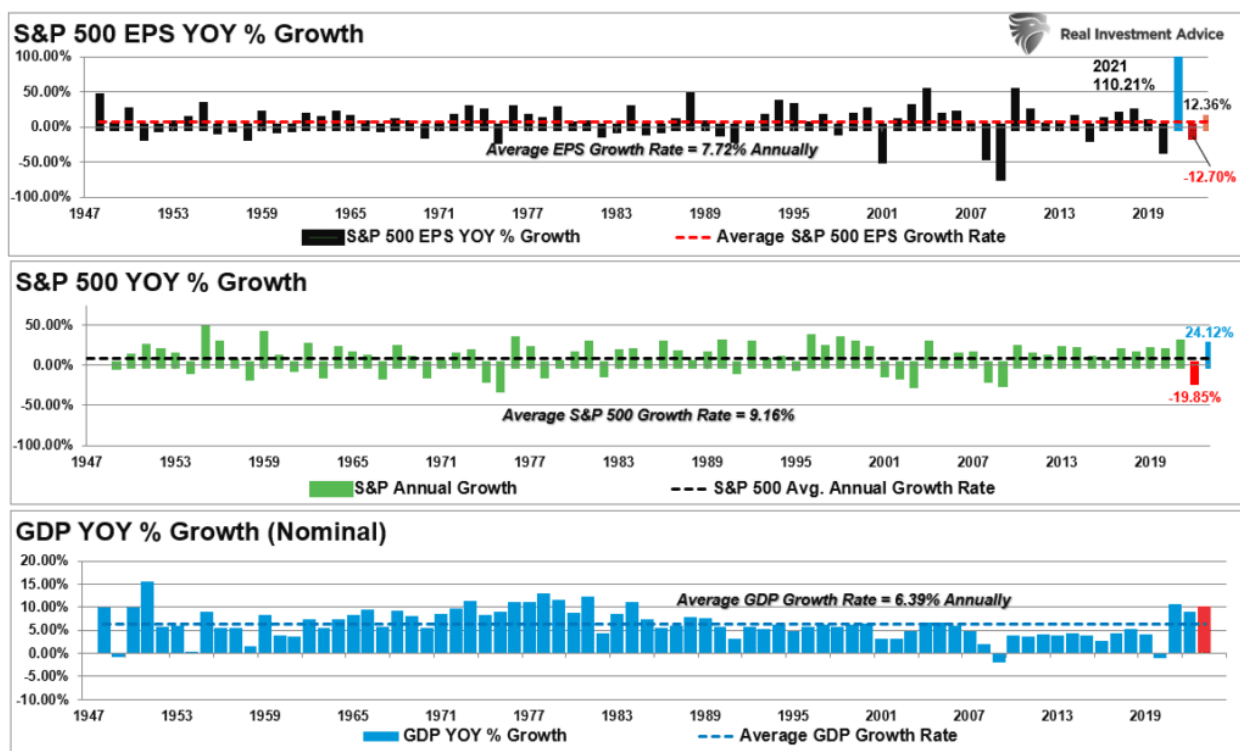 S&P 500 EPS YOY % Growth
Real Investment Advice
100.00%
2021
110.21%
50.00%
12.36%
0.00%
Average EPS Growth Rate = 7.72% Annually
-50.00%
-12.70%
-100.00%
1947 1953 1959 1965 1971 1977 1983 1989 1995 2001 2007 2013 2019
S&P 500 EPS YOY % Growth Average S&P 500 EPS Growth Rate
S&P 500 YOY % Growth
50.00%
24.12%
0.00%
-19.85%
-50.00%
Average S&P 500 Growth Rate = 9.16%
-100.00%
1947 1953 1959 1965 1971 1977 1983 1989 1995 2001 2007 2013 2019
S&P Annual Growth S&P 500 Avg. Annual Growth Rate
GDP YOY % Growth (Nominal)
20.00%
15.00%
Average GDP Growth Rate = 6.39% Annually
10.00%
5.00%
0.00%
-5.00%
-10.00%
1947 1953 1959 1965 1971 1977 1983 1989 1995 2001 2007 2013 2019
GDP YOY % Growth Average GDP Growth Rate